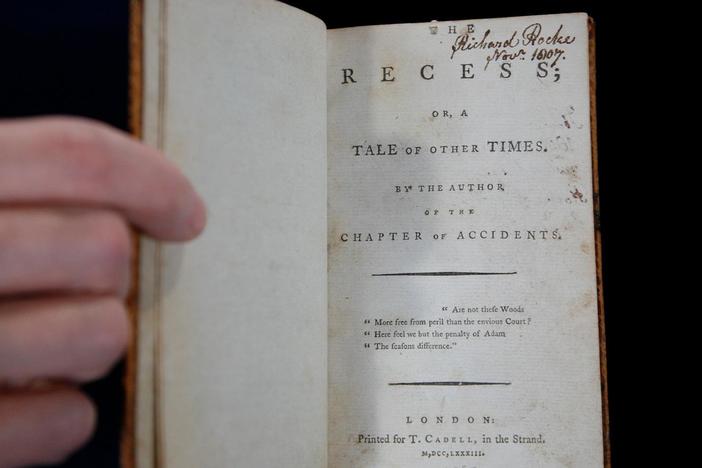 THE
Richard Rocke
Novr. 1807.
RECESS;
OR, A
TALE OF OTHER TIMES.
BY THE AUTHOR
OF THE
CHAPTER OF ACCIDENTS.
“ Are not theſe Woods
“ More free from peril than the envious Court?
“ Here feel we but the penalty of Adam
“ The ſeaſons difference.”
LONDON:
Printed for T. CADELL, in the Strand.
M,DCC,LXXXIII.